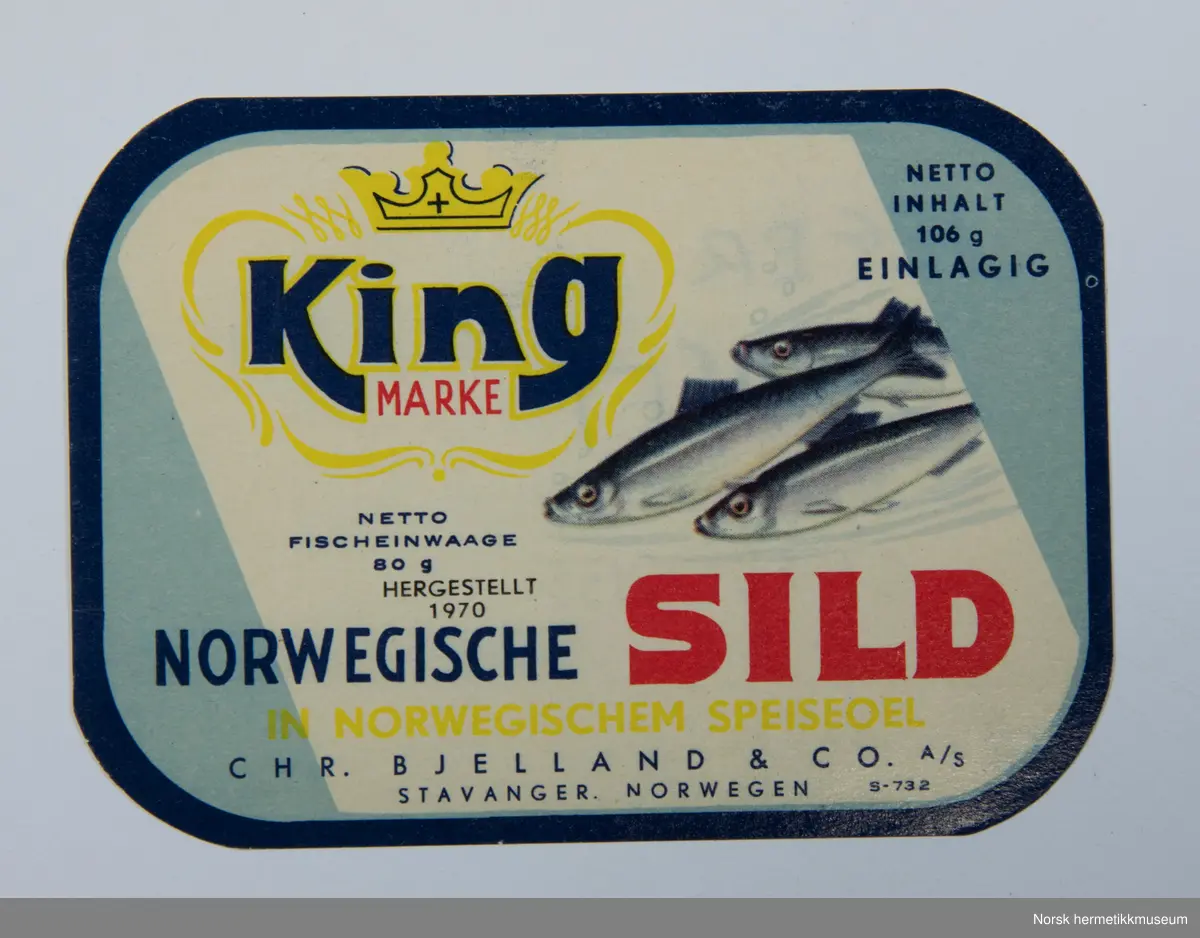 King
MARKE
NETTO
INHALT
106 g
EINLAGIG
NETTO
FISCHEINWAAGE
80 g
HERGESTELLT
1970
NORWEGISCHE SILD
IN NORWEGISCHEM SPEISEOEL
CHR. BJELLAND & CO. A/S
STAVANGER. NORWEGEN S-732
Norsk hermetikkmuseum